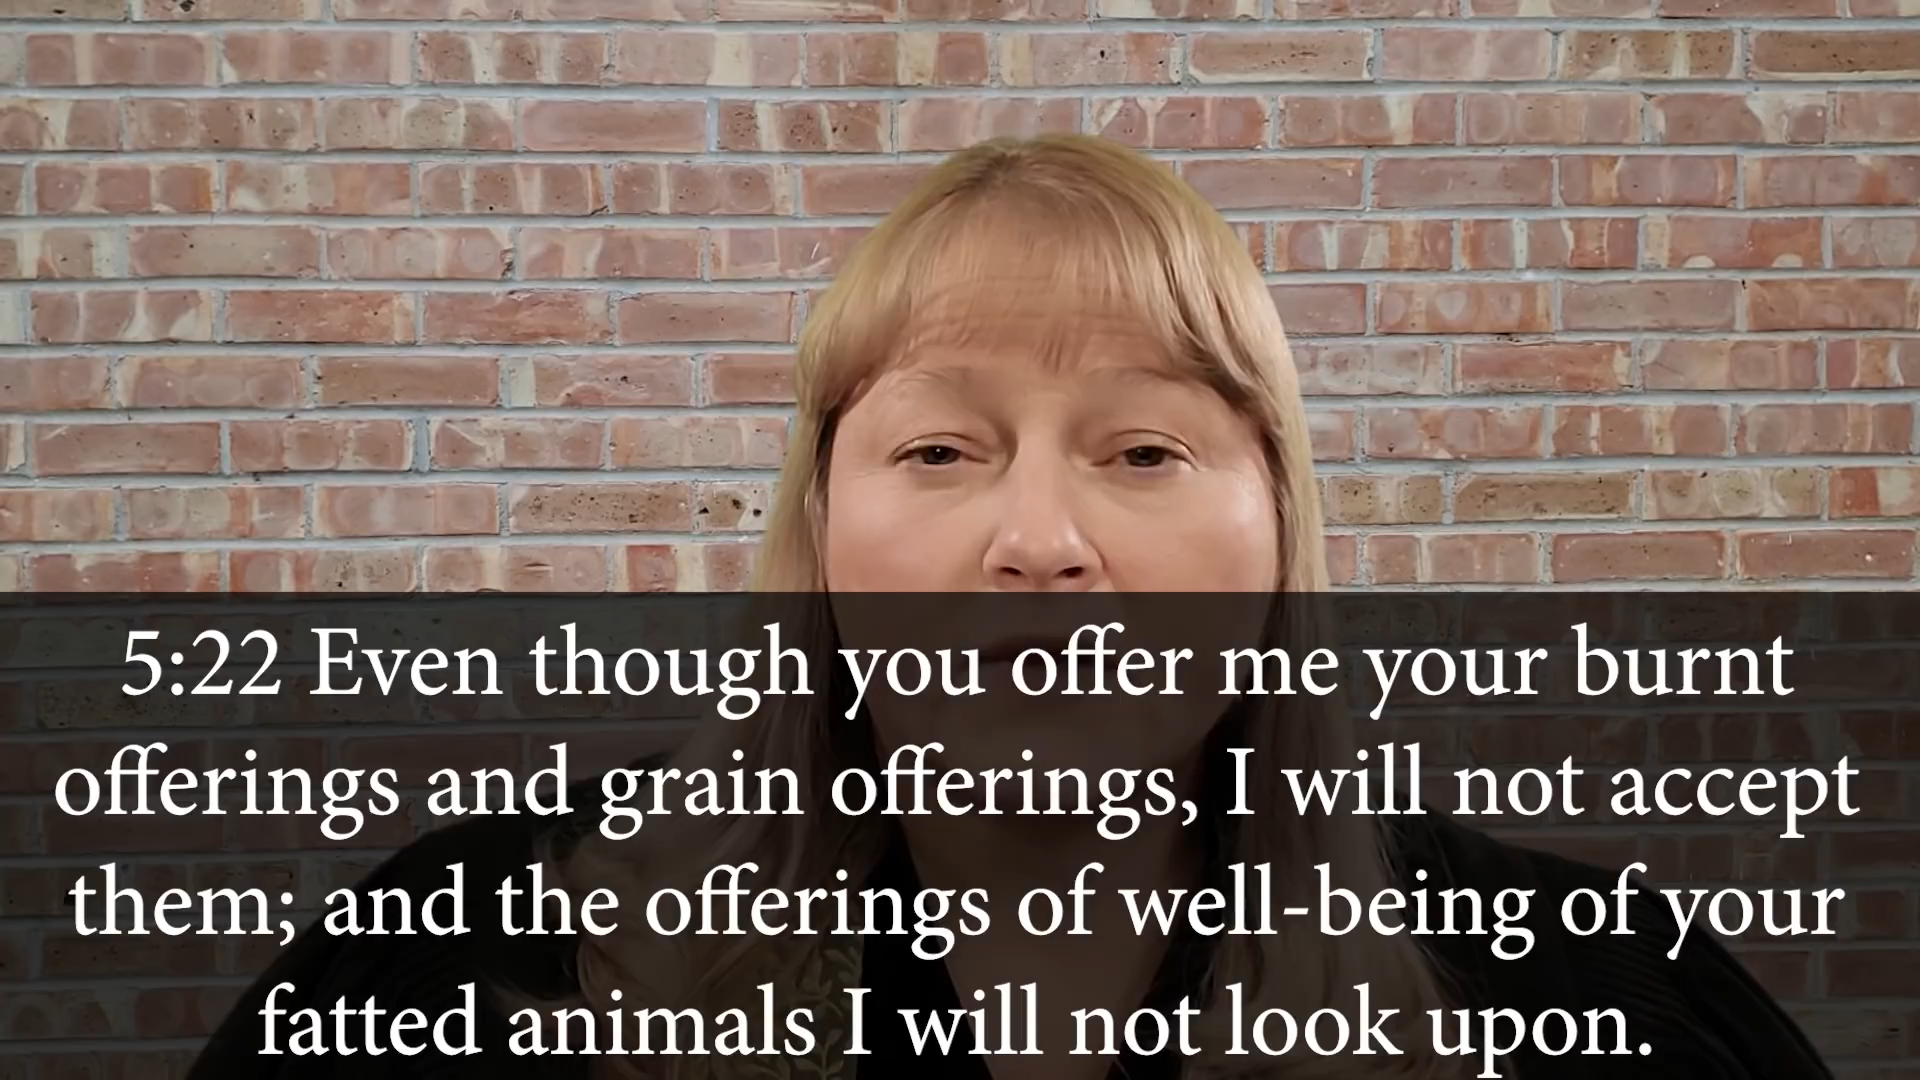 5:22 Even though you offer me your burnt
offerings and grain offerings, I will not accept
them; and the offerings of well-being of your
fatted animals I will not look upon.